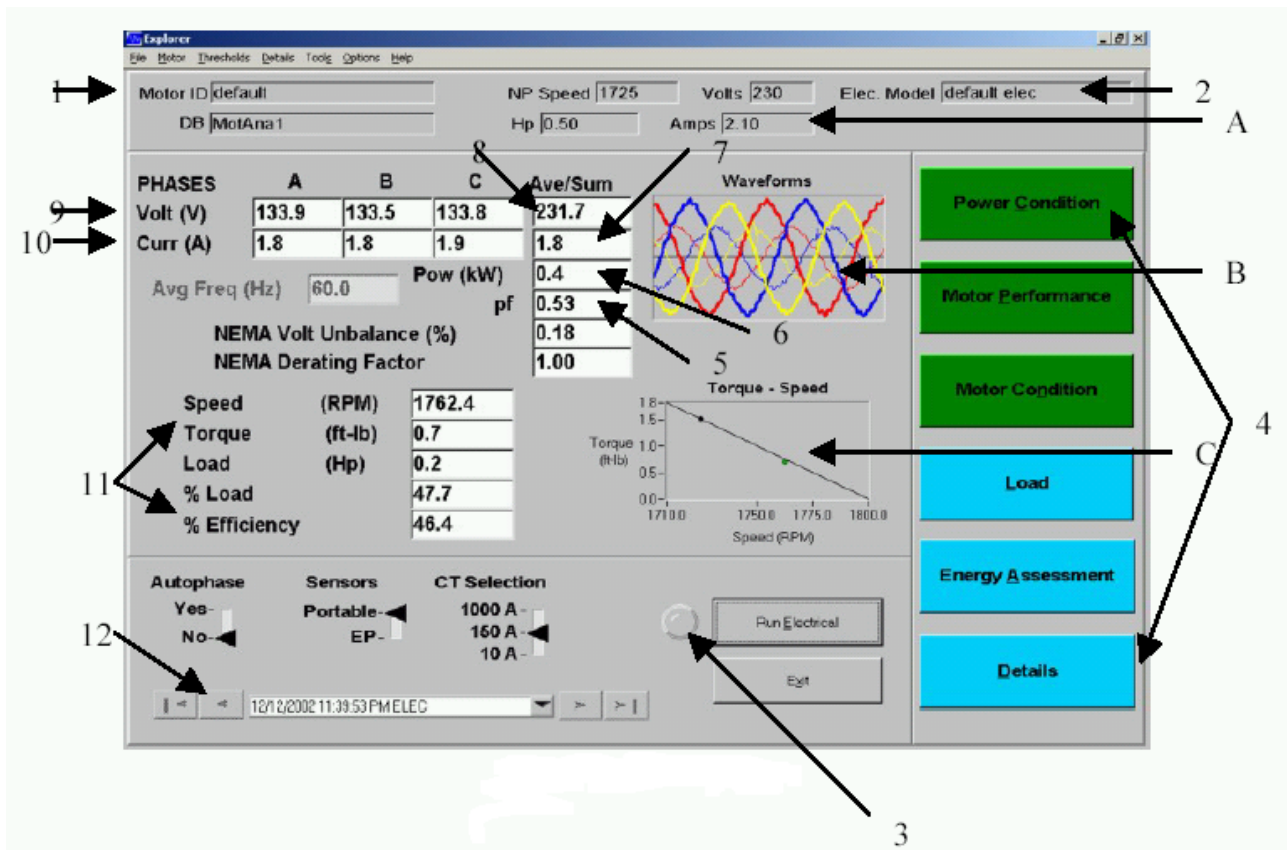 Explorer
File Motor Thresholds Details Tools Options Help
1 Motor ID default NP Speed 1725 Volts 230 Elec. Model default elec 2
DB MotAna1 Hp 0.50 Amps 2.10 A
8 7
PHASES A B C Ave/Sum Waveforms
9 Volt (V) 133.9 133.5 133.8 231.7
10 Curr (A) 1.8 1.8 1.9 1.8
Avg Freq (Hz) 60.0 Pow (kW) 0.4 B
pf 0.53
NEMA Volt Unbalance (%) 0.18 6
NEMA Derating Factor 1.00 5
Torque - Speed
Speed (RPM) 1762.4
Torque (ft-lb) 0.7
Load (Hp) 0.2
11 % Load 47.7
% Efficiency 46.4
1.8
1.5
Torque 1.0
(ft-lb) 0.5
0.0
1710.0 1750.0 1775.0 1800.0
Speed (RPM)
C
Power Condition
Motor Performance
Motor Condition
4
Load
Energy Assessment
Details
Autophase Sensors CT Selection
Yes Portable 1000 A
No EP 150 A
10 A
12
Run Electrical
Exit
12/12/2002 11:39:53 PM ELEC
3